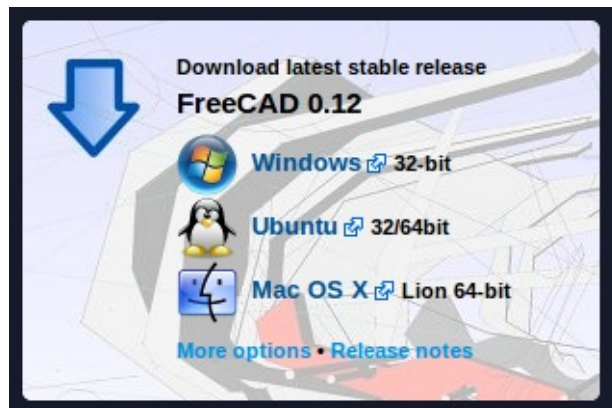 Download latest stable release
FreeCAD 0.12
Windows 32-bit
Ubuntu 32/64bit
Mac OS X Lion 64-bit
More options • Release notes